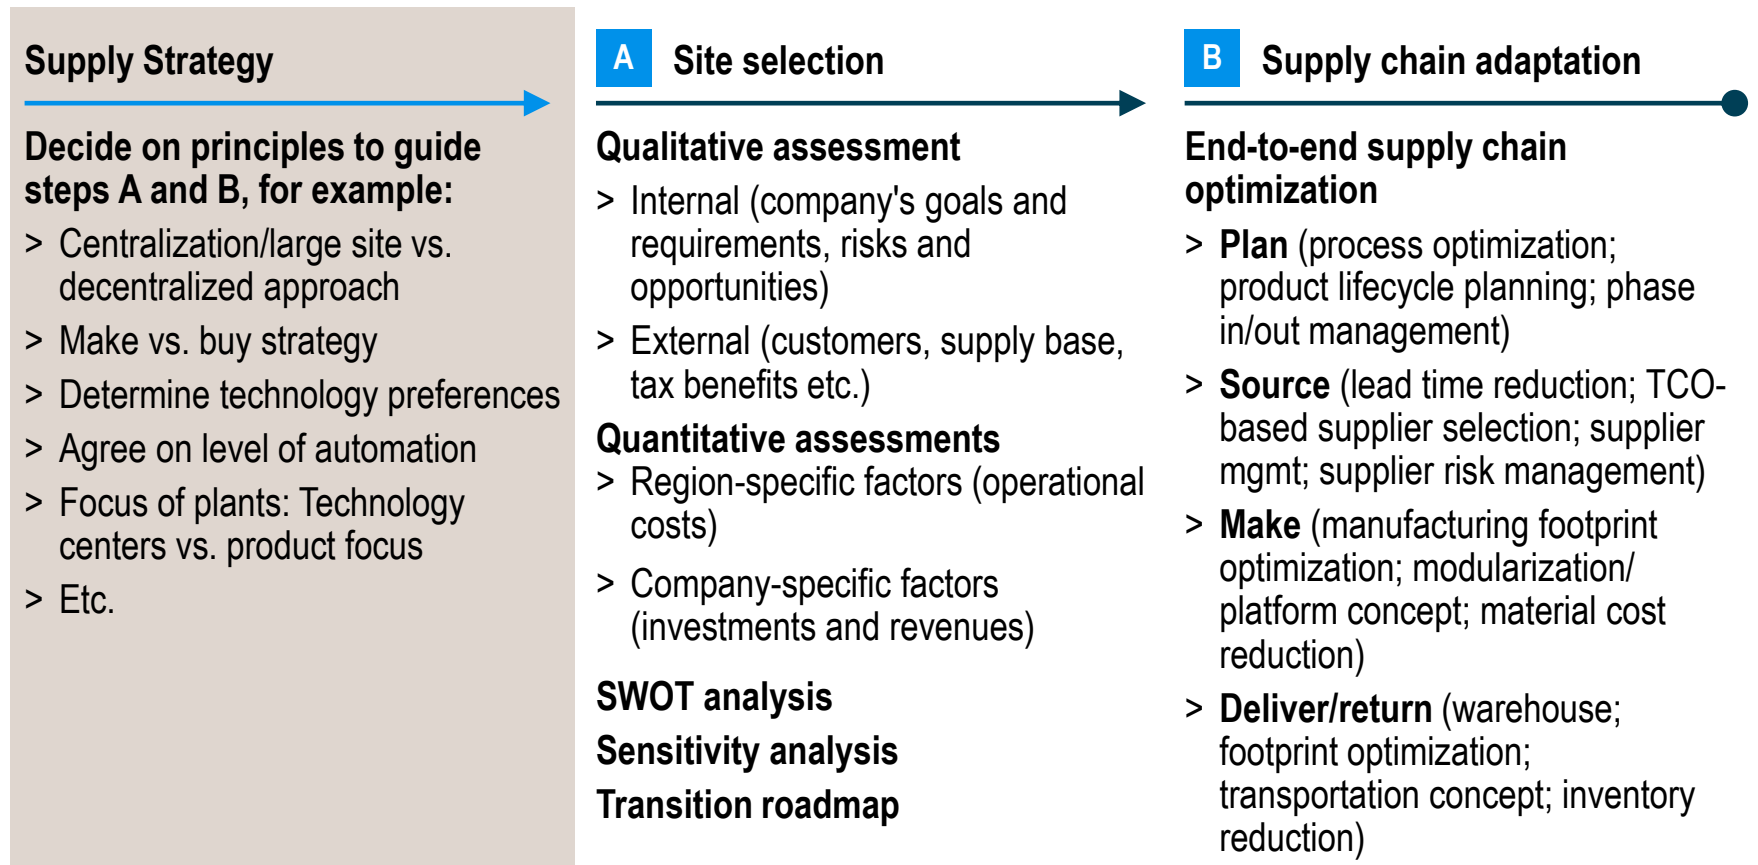 Supply Strategy
Decide on principles to guide
steps A and B, for example:
> Centralization/large site vs.
decentralized approach
> Make vs. buy strategy
> Determine technology preferences
> Agree on level of automation
> Focus of plants: Technology
centers vs. product focus
> Etc.
A Site selection
Qualitative assessment
> Internal (company's goals and
requirements, risks and
opportunities)
> External (customers, supply base,
tax benefits etc.)
Quantitative assessments
> Region-specific factors (operational
costs)
> Company-specific factors
(investments and revenues)
SWOT analysis
Sensitivity analysis
Transition roadmap
B Supply chain adaptation
End-to-end supply chain
optimization
> Plan (process optimization;
product lifecycle planning; phase
in/out management)
> Source (lead time reduction; TCO-
based supplier selection; supplier
mgmt; supplier risk management)
> Make (manufacturing footprint
optimization; modularization/
platform concept; material cost
reduction)
> Deliver/return (warehouse;
footprint optimization;
transportation concept; inventory
reduction)